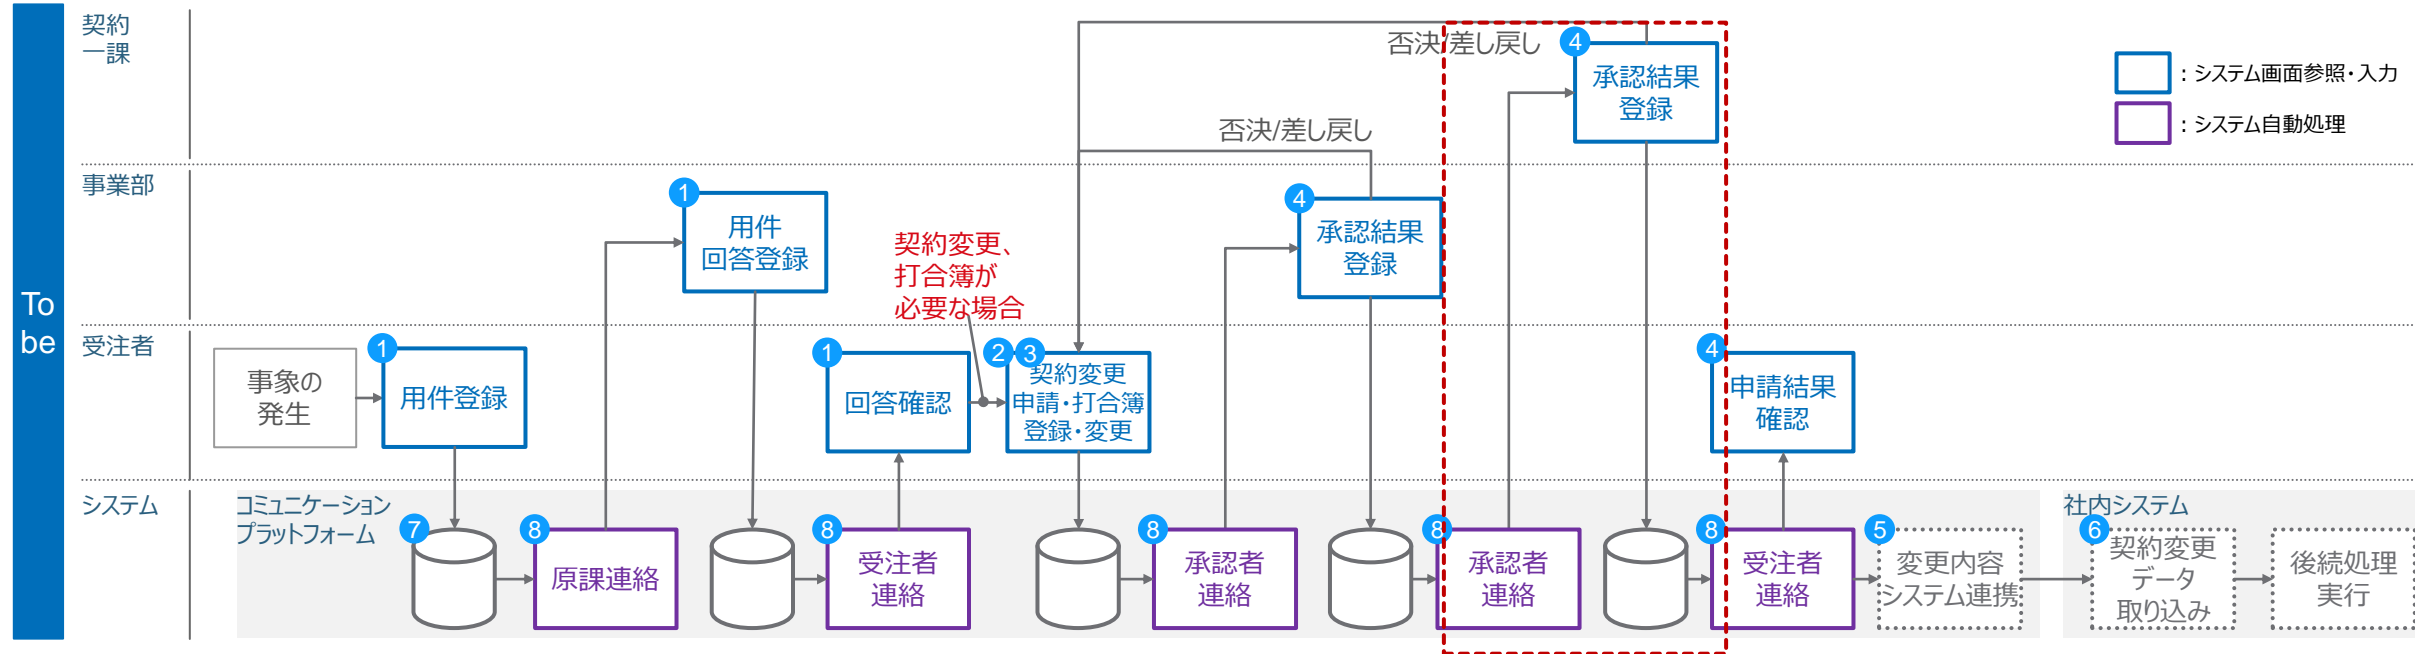 To
be
契約
一課
否決/差し戻し
4
承認結果
登録
：システム画面参照・入力
：システム自動処理
否決/差し戻し
事業部
1
用件
回答登録
契約変更、
打合簿が
必要な場合
4
承認結果
登録
受注者
事象の
発生
1
用件登録
1
回答確認
2
3
契約変更
申請・打合簿
登録・変更
4
申請結果
確認
システム
コミュニケーション
プラットフォーム
7
8
原課連絡
8
受注者
連絡
8
承認者
連絡
8
承認者
連絡
8
受注者
連絡
5
変更内容
システム連携
社内システム
6
契約変更
データ
取り込み
後続処理
実行